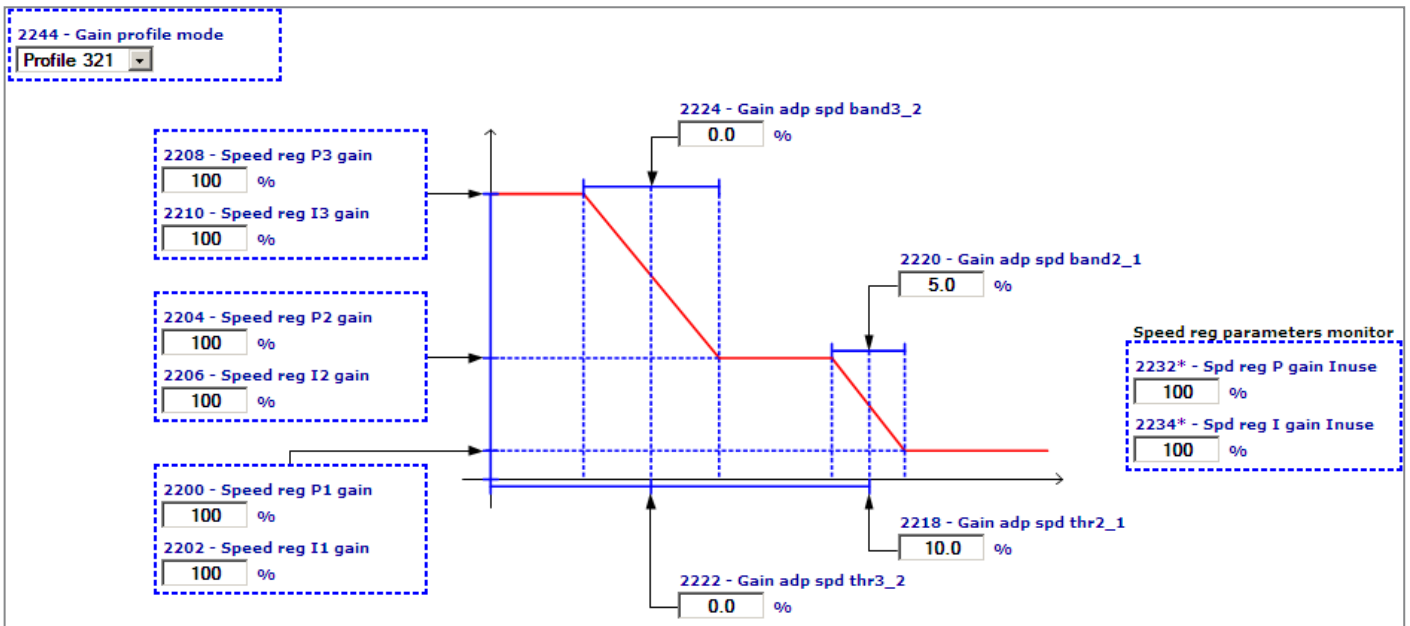 2244 - Gain profile mode
Profile 321
2224 - Gain adp spd band3_2
0.0 %
2208 - Speed reg P3 gain
100 %
2210 - Speed reg I3 gain
100 %
2220 - Gain adp spd band2_1
5.0 %
2204 - Speed reg P2 gain
100 %
2206 - Speed reg I2 gain
100 %
Speed reg parameters monitor
2232* - Spd reg P gain Inuse
100 %
2234* - Spd reg I gain Inuse
100 %
2200 - Speed reg P1 gain
100 %
2202 - Speed reg I1 gain
100 %
2218 - Gain adp spd thr2_1
10.0 %
2222 - Gain adp spd thr3_2
0.0 %